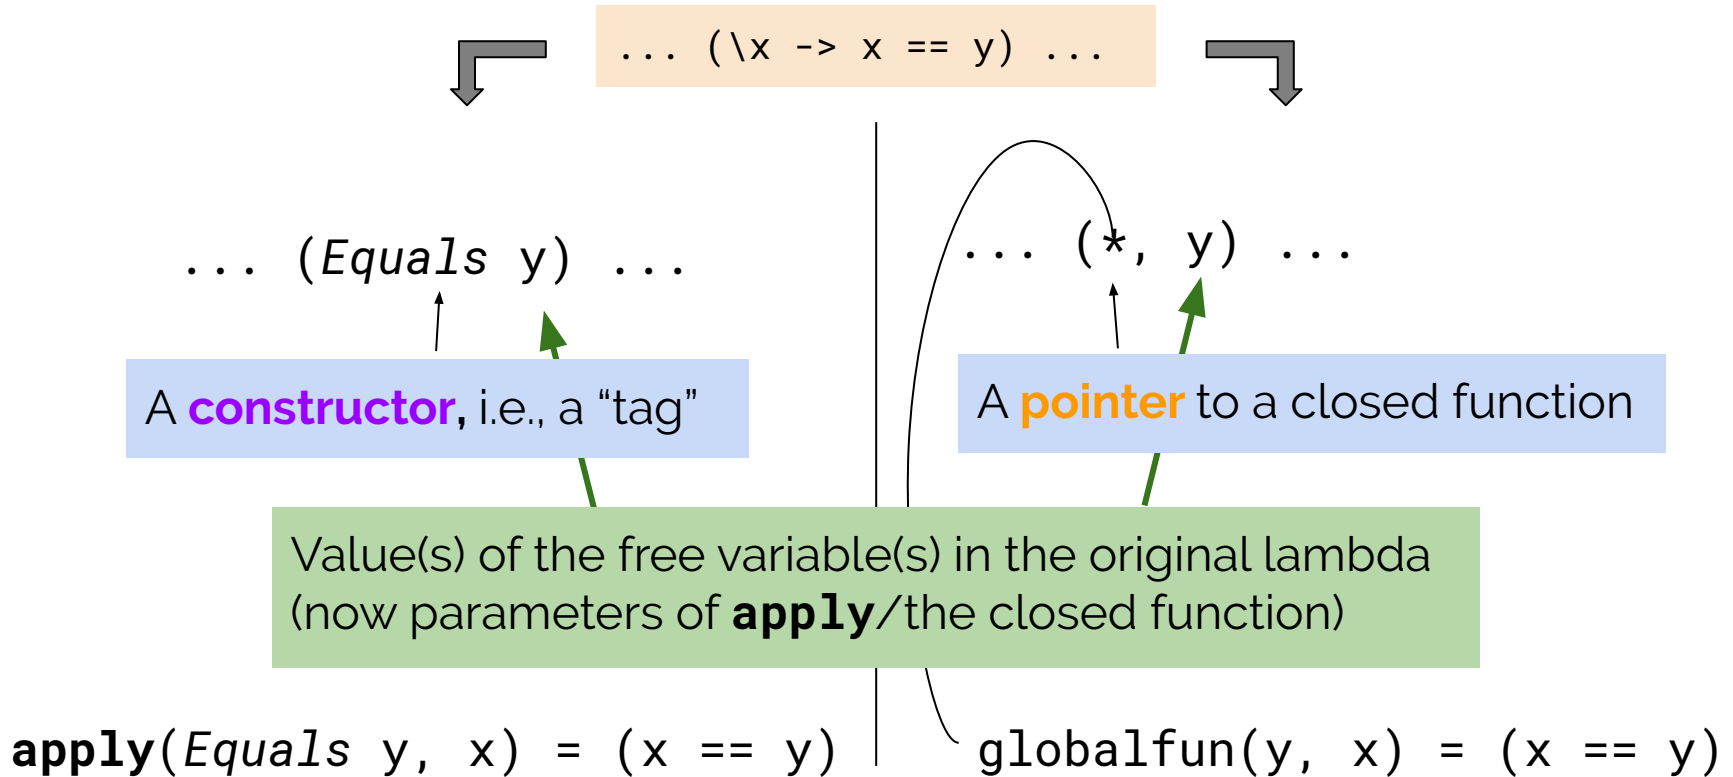 ... (\x -> x == y) ...
... (Equals y) ...
A constructor, i.e., a “tag”
... (*, y) ...
A pointer to a closed function
Value(s) of the free variable(s) in the original lambda
(now parameters of apply/the closed function)
apply(Equals y, x) = (x == y)
globalfun(y, x) = (x == y)